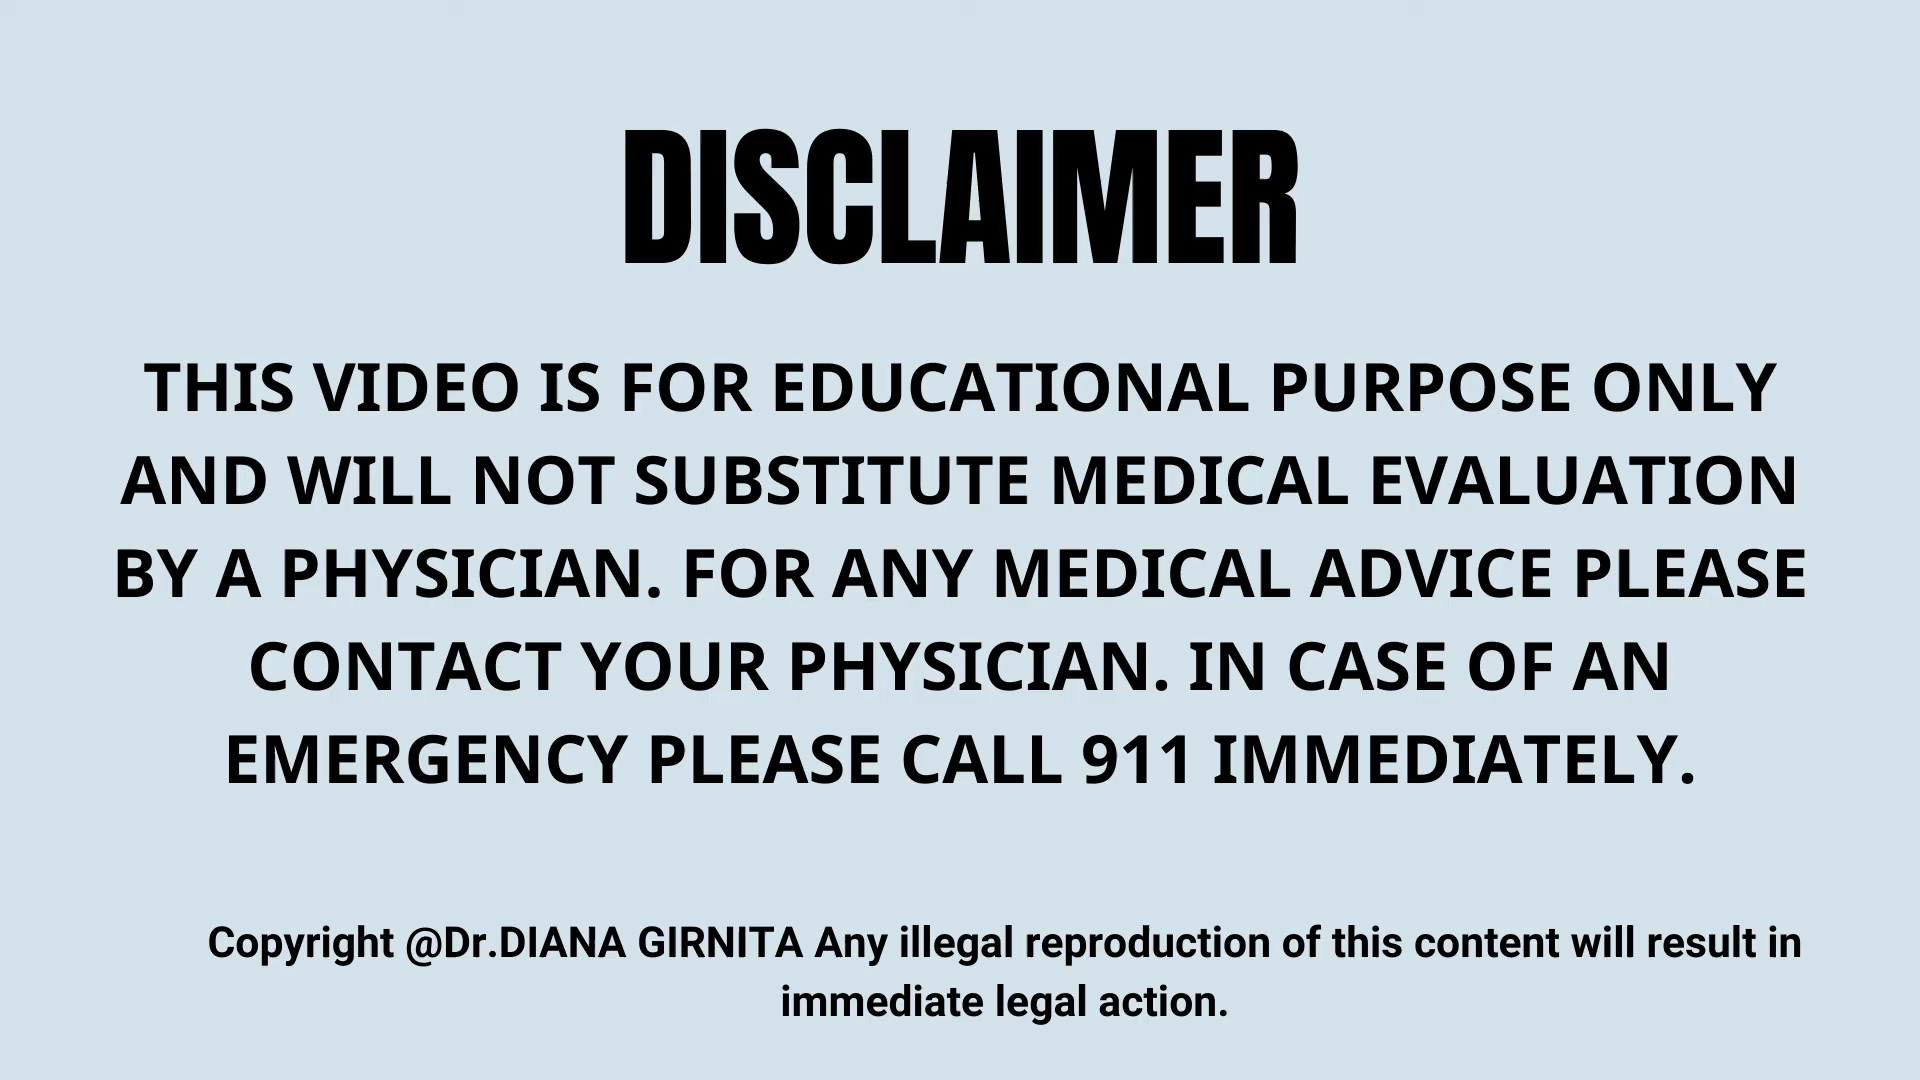 DISCLAIMER
THIS VIDEO IS FOR EDUCATIONAL PURPOSE ONLY
AND WILL NOT SUBSTITUTE MEDICAL EVALUATION
BY A PHYSICIAN. FOR ANY MEDICAL ADVICE PLEASE
CONTACT YOUR PHYSICIAN. IN CASE OF AN
EMERGENCY PLEASE CALL 911 IMMEDIATELY.
Copyright @Dr.DIANA GIRNITA Any illegal reproduction of this content will result in
immediate legal action.